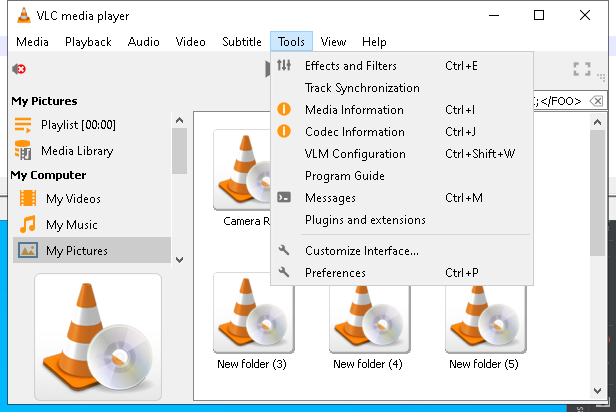 VLC media player
Media Playback Audio Video Subtitle Tools View Help
Effects and Filters Ctrl+E
Track Synchronization
Media Information Ctrl+I
Codec Information Ctrl+J
VLM Configuration Ctrl+Shift+W
Program Guide
Messages Ctrl+M
Plugins and extensions
Customize Interface...
Preferences Ctrl+P
;</FOO>
My Pictures
Playlist [00:00]
Media Library
My Computer
My Videos
My Music
My Pictures
Camera R
New folder (3) New folder (4) New folder (5)